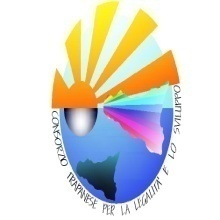 CONSORZIO TRAPANESE PER LA LEGALITA' E LO SVILUPPO